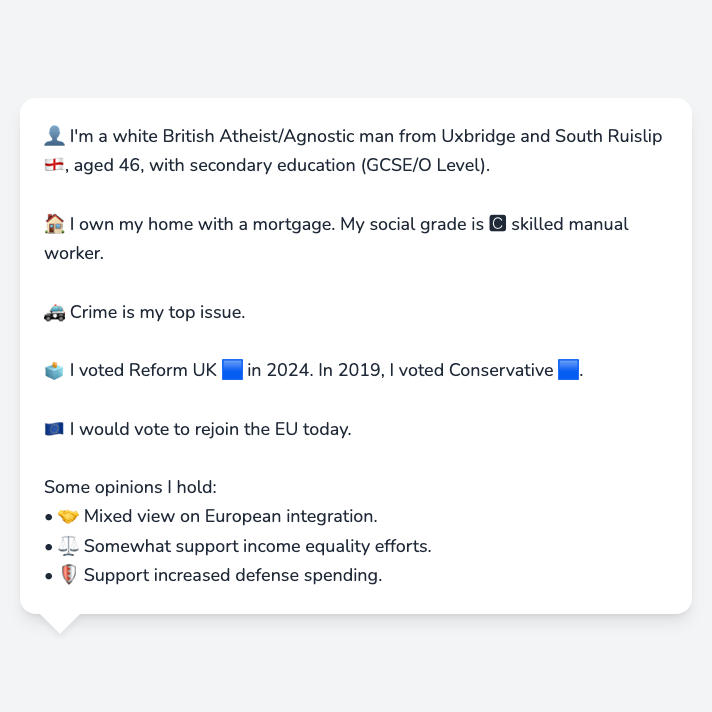 👤 I'm a white British Atheist/Agnostic man from Uxbridge and South Ruislip
🏴󠁧󠁢󠁥󠁮󠁧󠁿, aged 46, with secondary education (GCSE/O Level).
🏠 I own my home with a mortgage. My social grade is 🅲 skilled manual
worker.
🚓 Crime is my top issue.
🗳️ I voted Reform UK 🟦 in 2024. In 2019, I voted Conservative 🟦.
🇪🇺 I would vote to rejoin the EU today.
Some opinions I hold:
• 🤝 Mixed view on European integration.
• ⚖️ Somewhat support income equality efforts.
• 🛡️ Support increased defense spending.